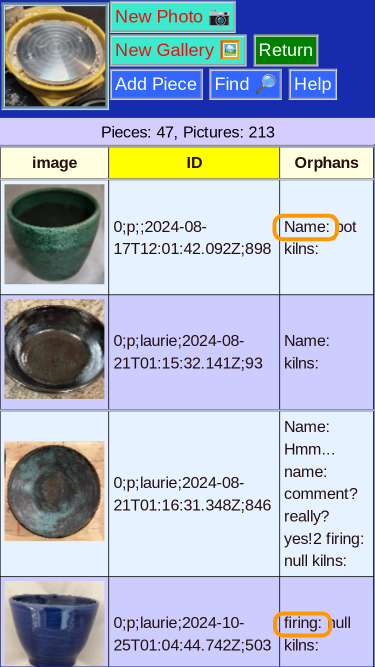 New Photo 📷
New Gallery 🖼️ Return
Add Piece Find 🔎 Help
Pieces: 47, Pictures: 213
image ID Orphans
0;p;;2024-08-
17T12:01:42.092Z;898
Name: pot
kilns:
0;p;laurie;2024-08-
21T01:15:32.141Z;93
Name:
kilns:
0;p;laurie;2024-08-
21T01:16:31.348Z;846
Name:
Hmm...
name:
comment?
really?
yes!2 firing:
null kilns:
0;p;laurie;2024-10-
25T01:04:44.742Z;503
firing: null
kilns: